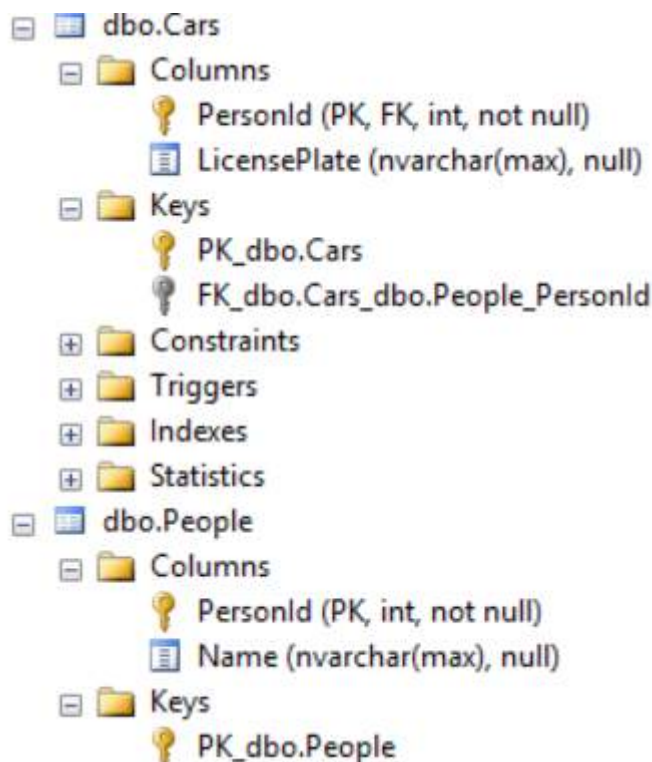 dbo.Cars
Columns
PersonId (PK, FK, int, not null)
LicensePlate (nvarchar(max), null)
Keys
PK_dbo.Cars
FK_dbo.Cars_dbo.People_PersonId
Constraints
Triggers
Indexes
Statistics
dbo.People
Columns
PersonId (PK, int, not null)
Name (nvarchar(max), null)
Keys
PK_dbo.People